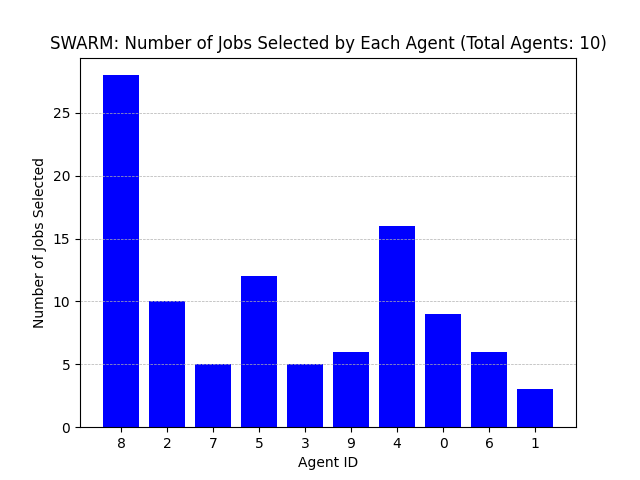 SWARM: Number of Jobs Selected by Each Agent (Total Agents: 10)
Number of Jobs Selected
25
20
15
10
5
0
8 2 7 5 3 9 4 0 6 1
Agent ID